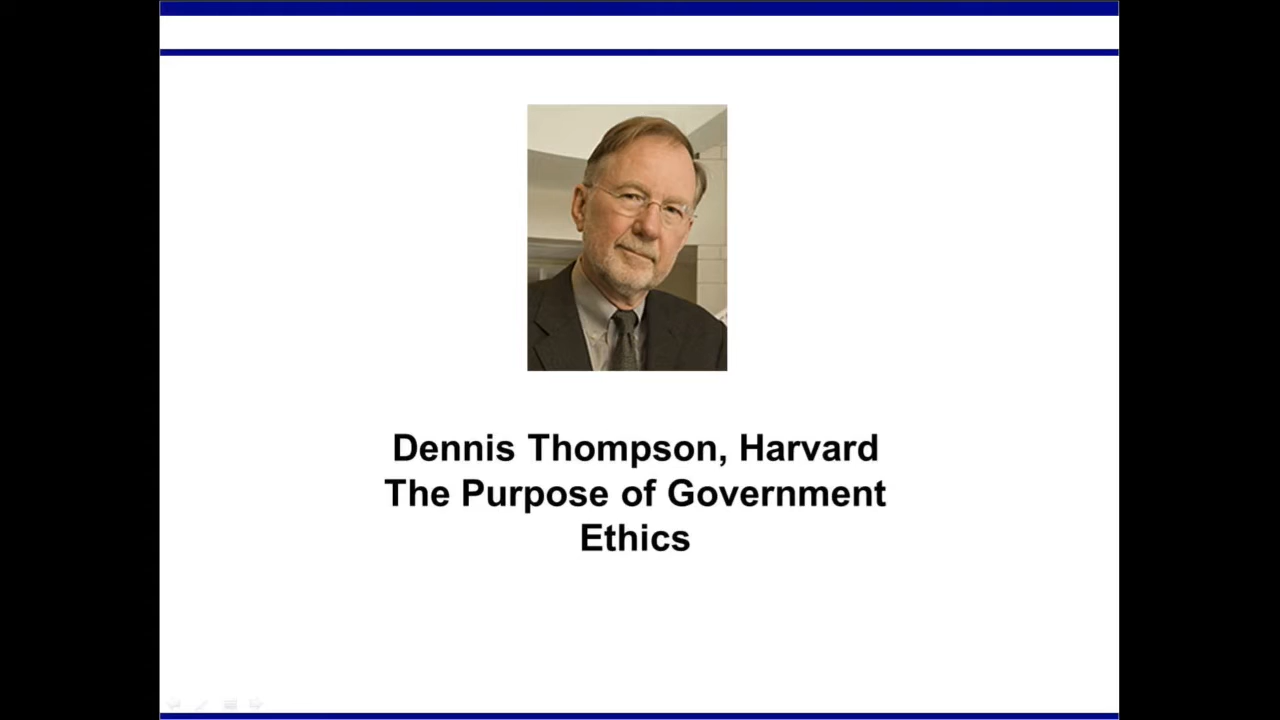 Dennis Thompson, Harvard
The Purpose of Government
Ethics